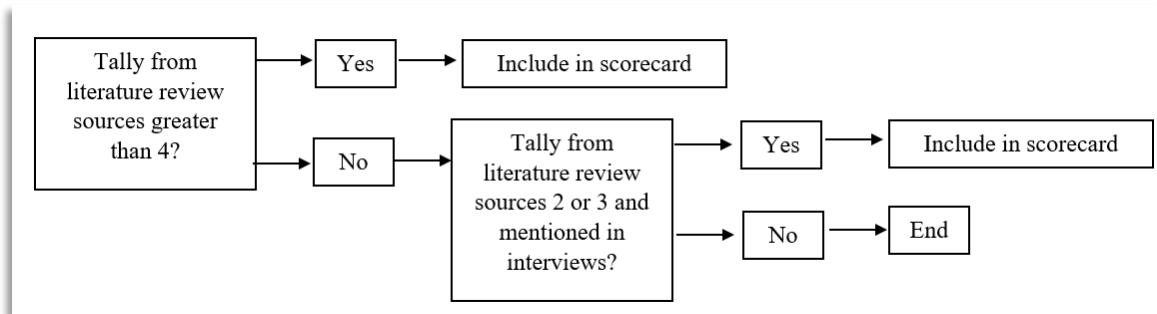 Tally from
literature review
sources greater
than 4?
Yes
Include in scorecard
No
Tally from
literature review
sources 2 or 3 and
mentioned in
interviews?
Yes
Include in scorecard
No
End